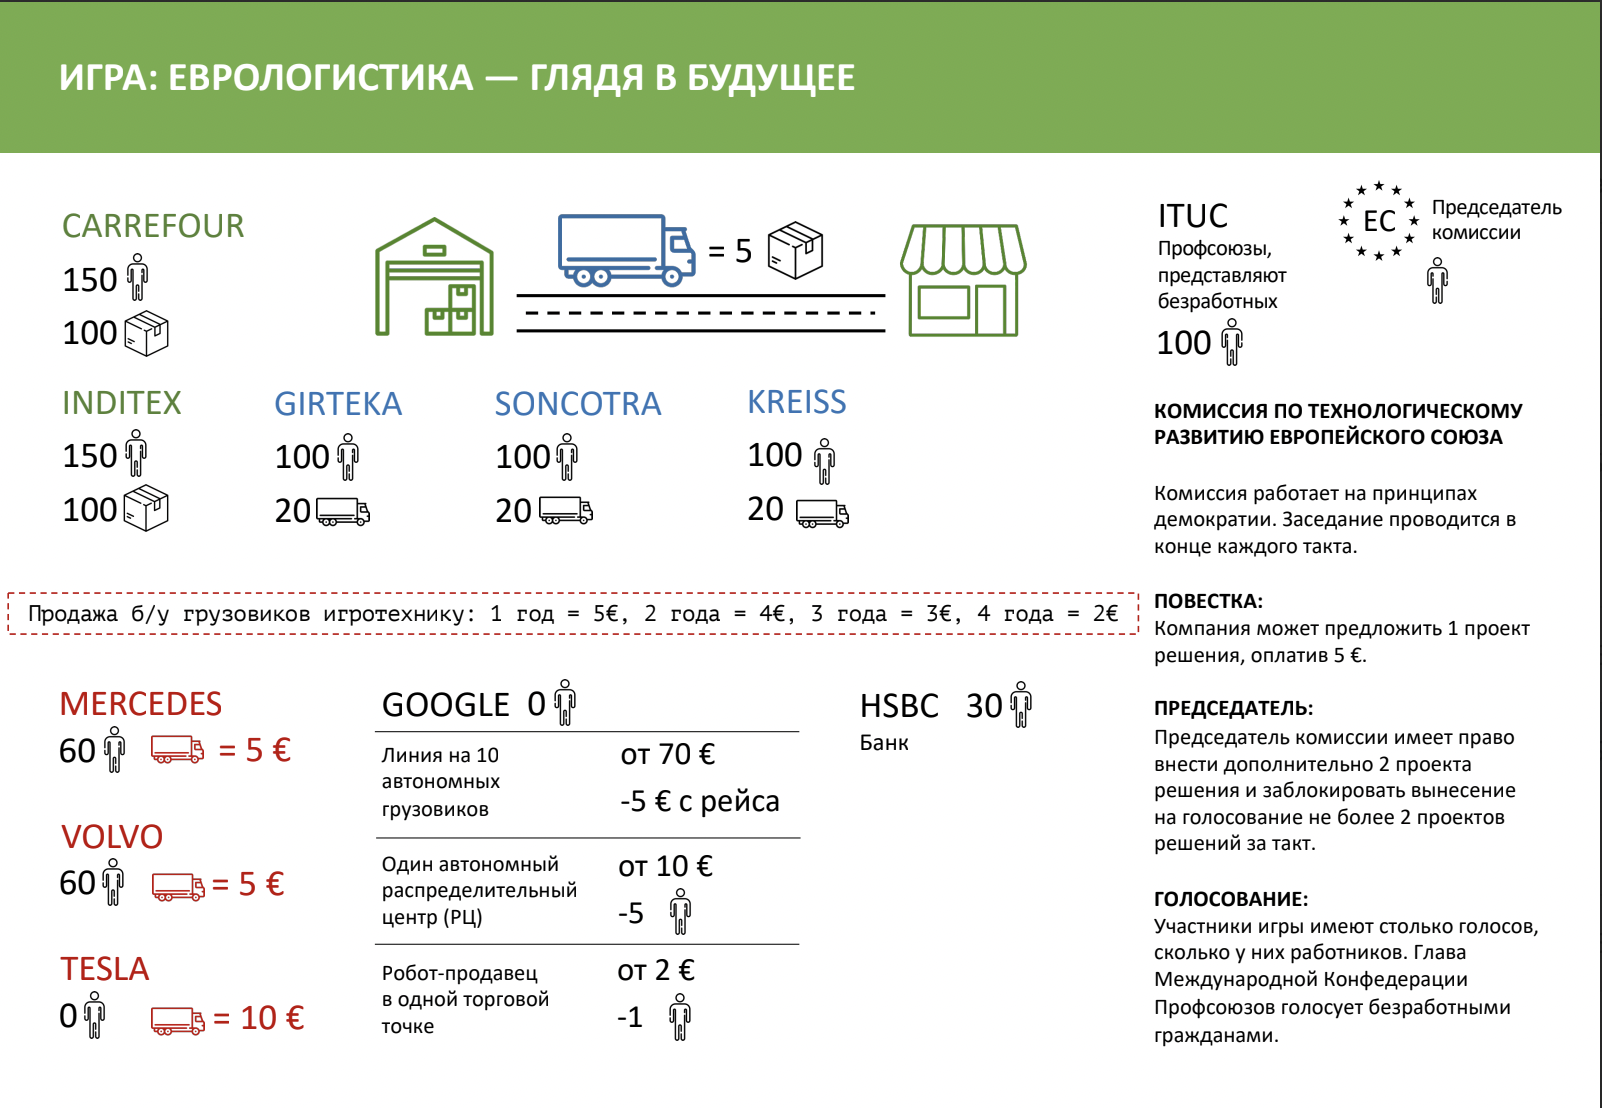 ИГРА: ЕВРОЛОГИСТИКА — ГЛЯДЯ В БУДУЩЕЕ
CARREFOUR
150
100
= 5
INDITEX
150
100
GIRTEKA
100
20
SONCOTRA
100
20
KREISS
100
20
Продажа б/у грузовиков игротехнику: 1 год = 5€, 2 года = 4€, 3 года = 3€, 4 года = 2€
MERCEDES
60
= 5 €
VOLVO
60
= 5 €
TESLA
0
= 10 €
GOOGLE 0
Линия на 10
автономных
грузовиков
от 70 €
-5 € с рейса
Один автономный
распределительный
центр (РЦ)
от 10 €
-5
Робот-продавец
в одной торговой
точке
от 2 €
-1
HSBC 30
Банк
ITUC
Профсоюзы,
представляют
безработных
100
ЕС
Председатель
комиссии
КОМИССИЯ ПО ТЕХНОЛОГИЧЕСКОМУ
РАЗВИТИЮ ЕВРОПЕЙСКОГО СОЮЗА
Комиссия работает на принципах
демократии. Заседание проводится в
конце каждого такта.
ПОВЕСТКА:
Компания может предложить 1 проект
решения, оплатив 5 €.
ПРЕДСЕДАТЕЛЬ:
Председатель комиссии имеет право
внести дополнительно 2 проекта
решения и заблокировать вынесение
на голосование не более 2 проектов
решений за такт.
ГОЛОСОВАНИЕ:
Участники игры имеют столько голосов,
сколько у них работников. Глава
Международной Конфедерации
Профсоюзов голосует безработными
гражданами.